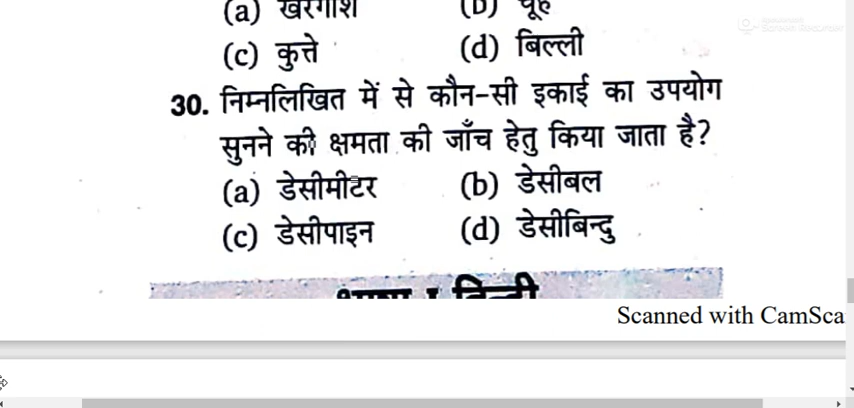 (a) खरगोश (b) चूहे
(c) कुत्ते (d) बिल्ली
30. निम्नलिखित में से कौन-सी इकाई का उपयोग
सुनने की क्षमता की जाँच हेतु किया जाता है?
(a) डेसीमीटर (b) डेसीबल
(c) डेसीपाइन (d) डेसीबिन्दु
भाषा I हिन्दी
Scanned with CamSca